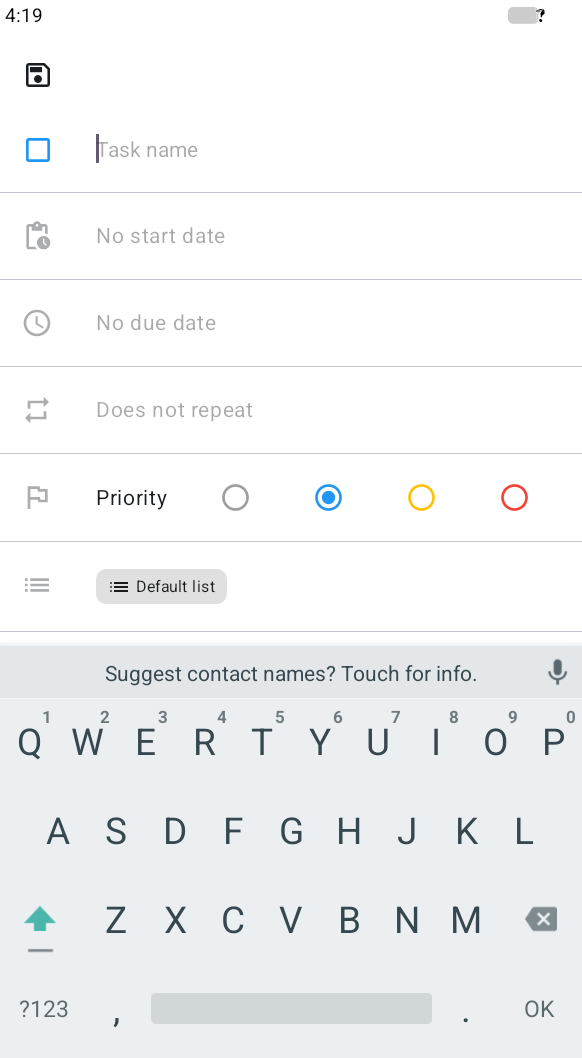 4:19
?
Task name
No start date
No due date
Does not repeat
Priority
Default list
Suggest contact names? Touch for info.
1 2 3 4 5 6 7 8 9 0
Q W E R T Y U I O P
A S D F G H J K L
Z X C V B N M
?123 , . OK